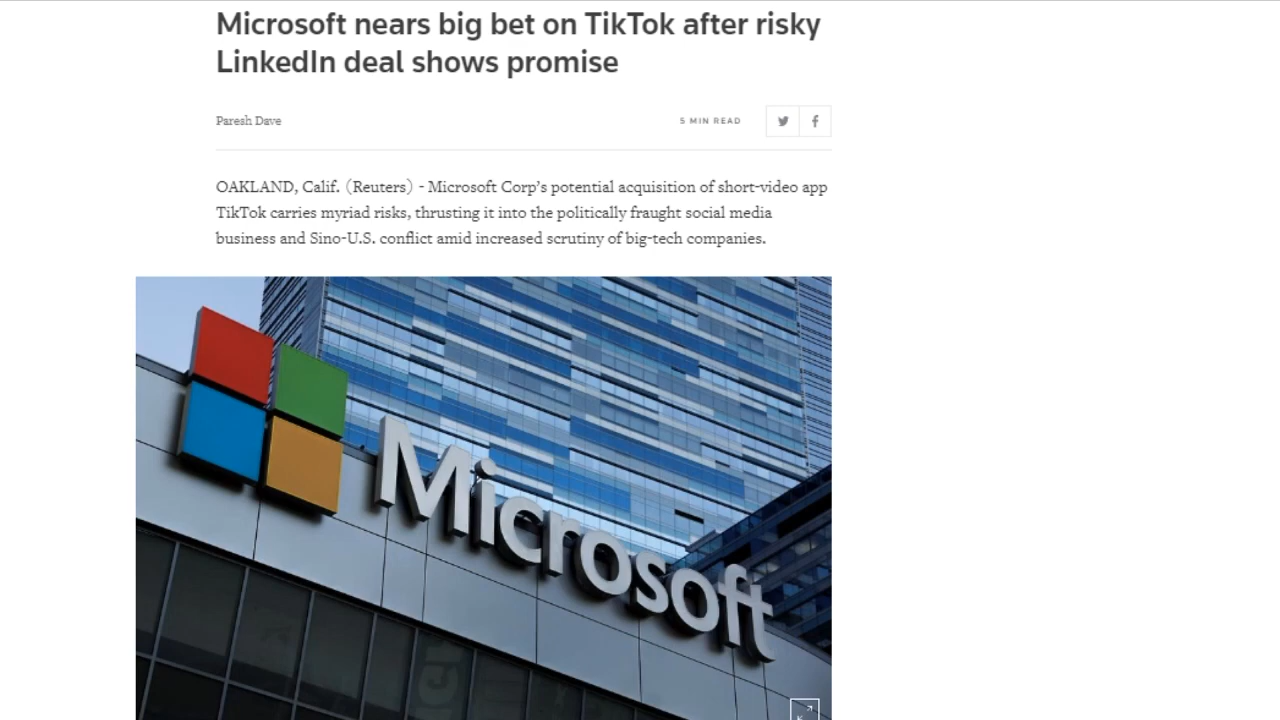 Microsoft nears big bet on TikTok after risky
LinkedIn deal shows promise
Paresh Dave
5 MIN READ
OAKLAND, Calif. (Reuters) - Microsoft Corp’s potential acquisition of short-video app
TikTok carries myriad risks, thrusting it into the politically fraught social media
business and Sino-U.S. conflict amid increased scrutiny of big-tech companies.
Microsoft